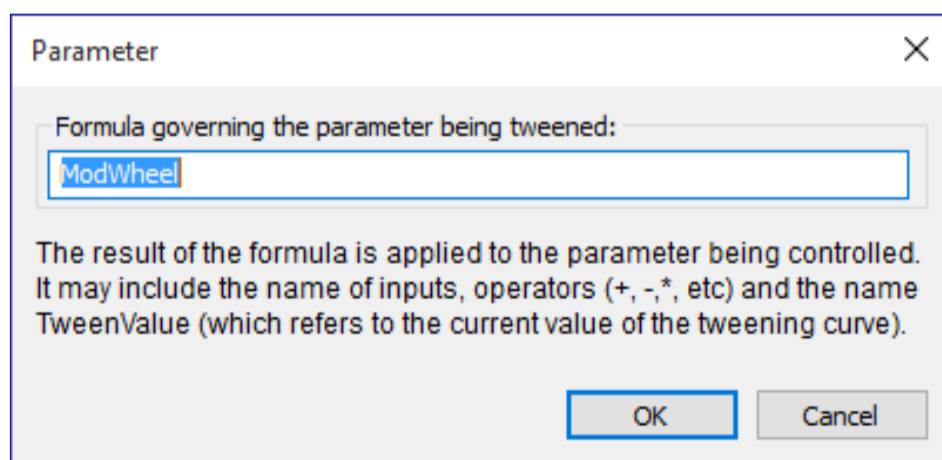 Parameter
Formula governing the parameter being tweened:
ModWheel
The result of the formula is applied to the parameter being controlled.
It may include the name of inputs, operators (+, -,*, etc) and the name
TweenValue (which refers to the current value of the tweening curve).
OK Cancel